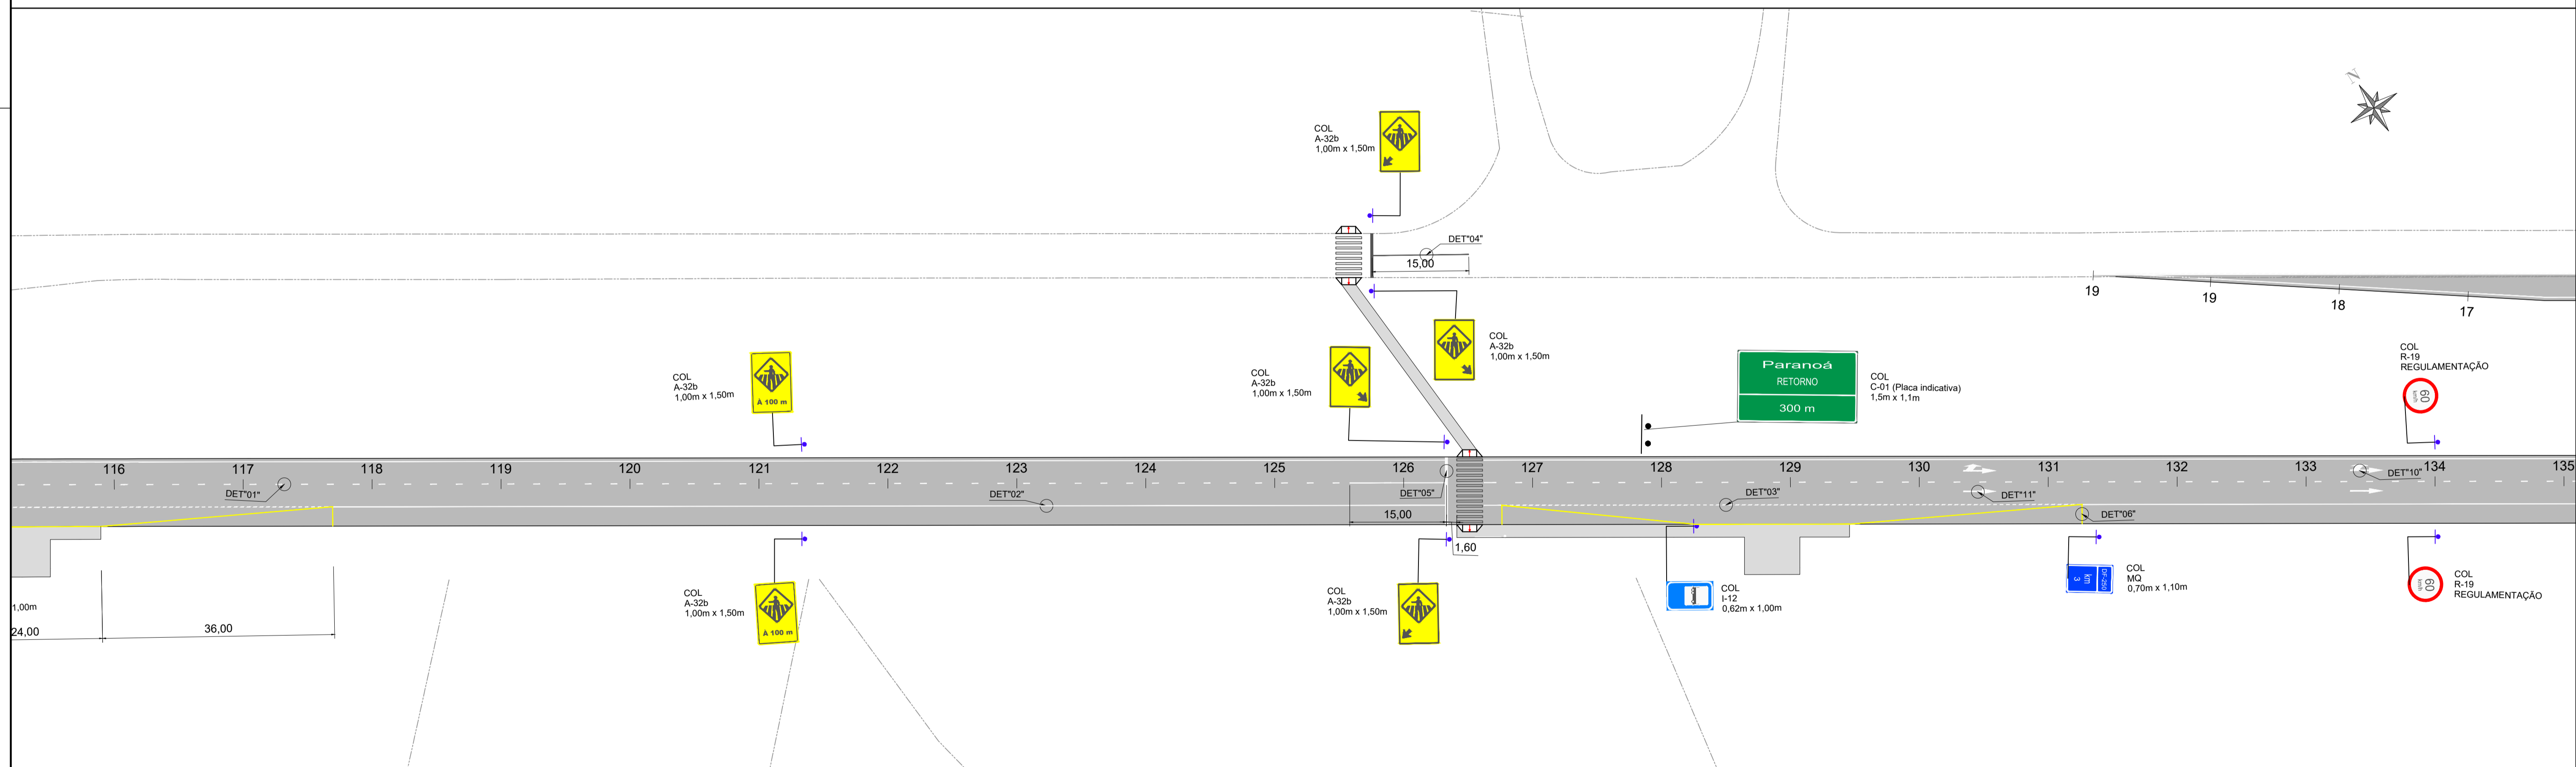 N
COL
A-32b
1,00m x 1,50m
DET"04"
15,00
19
19
18
17
COL
A-32b
1,00m x 1,50m
COL
A-32b
1,00m x 1,50m
À 100 m
COL
A-32b
1,00m x 1,50m
Paranoá
RETORNO
300 m
COL
C-01 (Placa indicativa)
1,5m x 1,1m
COL
R-19
REGULAMENTAÇÃO
60
km/h
116
117
118
119
120
121
122
123
124
125
126
127
128
129
130
131
132
133
134
135
DET"01"
DET"02"
DET"05"
DET"03"
DET"11"
DET"10"
DET"06"
15,00
1,60
1,00m
24,00
36,00
COL
A-32b
1,00m x 1,50m
À 100 m
COL
A-32b
1,00m x 1,50m
COL
I-12
0,62m x 1,00m
DF-250
km
3
COL
MQ
0,70m x 1,10m
60
km/h
COL
R-19
REGULAMENTAÇÃO